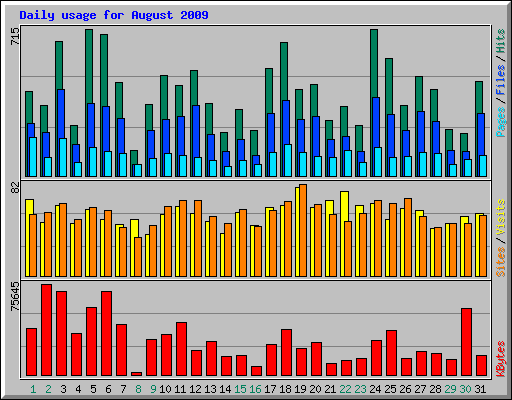 Daily usage for August 2009
715
Pages / Files / Hits
82
Sites / Visits
75645
KBytes
1 2 3 4 5 6 7 8 9 10 11 12 13 14 15 16 17 18 19 20 21 22 23 24 25 26 27 28 29 30 31